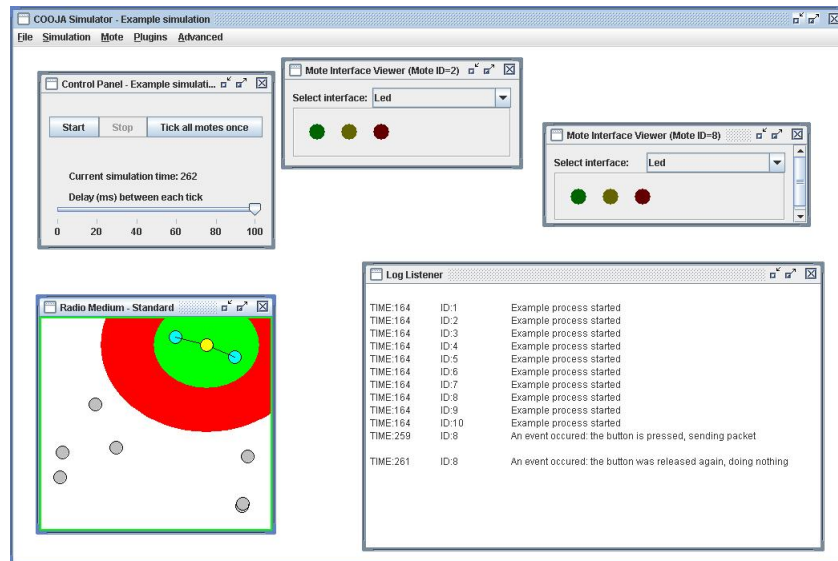 COOJA Simulator - Example simulation
File Simulation Mote Plugins Advanced
Control Panel - Example simulati...
Start Stop Tick all motes once
Current simulation time: 262
Delay (ms) between each tick
0 20 40 60 80 100
Mote Interface Viewer (Mote ID=2)
Select interface: Led
Mote Interface Viewer (Mote ID=8)
Select interface: Led
Radio Medium - Standard
Log Listener
TIME:164 ID:1 Example process started
TIME:164 ID:2 Example process started
TIME:164 ID:3 Example process started
TIME:164 ID:4 Example process started
TIME:164 ID:5 Example process started
TIME:164 ID:6 Example process started
TIME:164 ID:7 Example process started
TIME:164 ID:8 Example process started
TIME:164 ID:9 Example process started
TIME:164 ID:10 Example process started
TIME:259 ID:8 An event occured: the button is pressed, sending packet
TIME:261 ID:8 An event occured: the button was released again, doing nothing